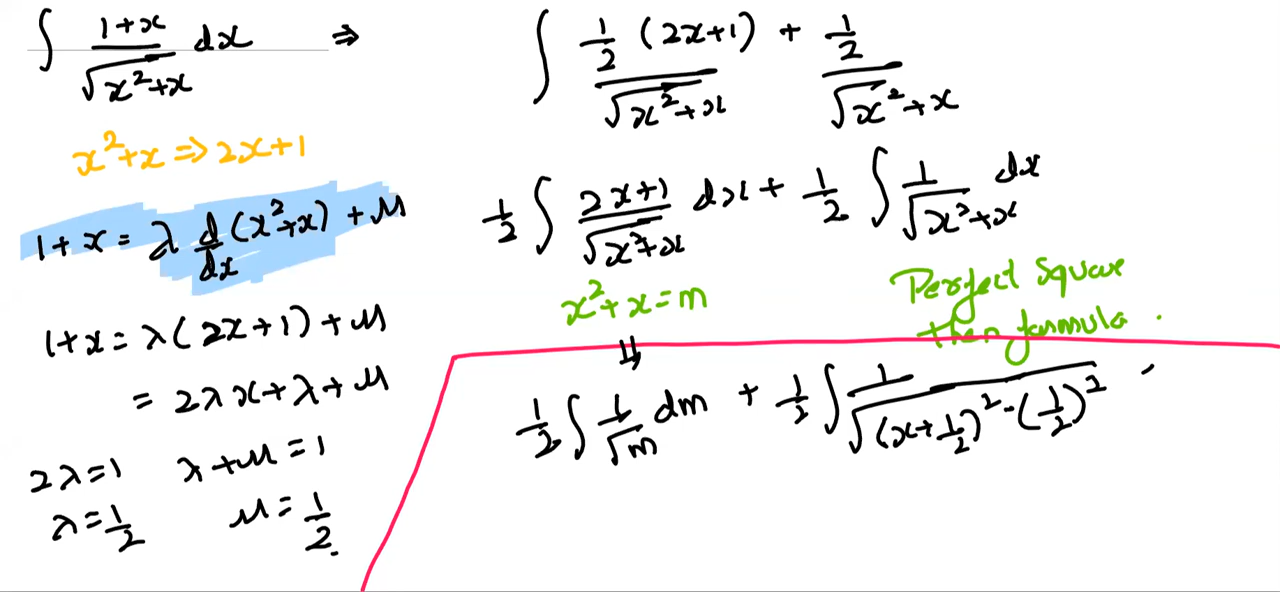 ∫ (1+x)/√(x²+x) dx ⇒
x²+x ⇒ 2x+1
1+x = λ d/dx (x²+x) + μ
1+x = λ(2x+1) + μ
= 2λx + λ + μ
2λ=1 λ+μ=1
λ=1/2 μ=1/2.
∫ (1/2 (2x+1))/√(x²+x) + (1/2)/√x²+x
1/2 ∫ (2x+1)/√(x²+x) dx + 1/2 ∫ 1/√(x²+x) dx
x²+x=m
Perfect Square
then formula.
⇓
1/2 ∫ 1/√m dm + 1/2 ∫ 1/√((x+1/2)²-(1/2)²)